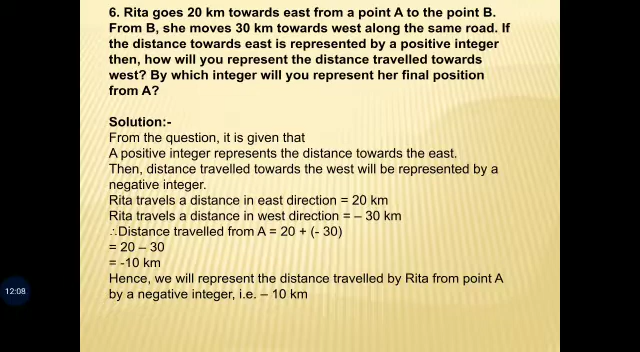 6. Rita goes 20 km towards east from a point A to the point B.
From B, she moves 30 km towards west along the same road. If
the distance towards east is represented by a positive integer
then, how will you represent the distance travelled towards
west? By which integer will you represent her final position
from A?
Solution:-
From the question, it is given that
A positive integer represents the distance towards the east.
Then, distance travelled towards the west will be represented by a
negative integer.
Rita travels a distance in east direction = 20 km
Rita travels a distance in west direction = – 30 km
∴Distance travelled from A = 20 + (- 30)
= 20 – 30
= -10 km
Hence, we will represent the distance travelled by Rita from point A
by a negative integer, i.e. – 10 km
12:08